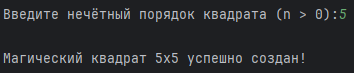 Введите нечётный порядок квадрата (n > 0):5
Магический квадрат 5x5 успешно создан!